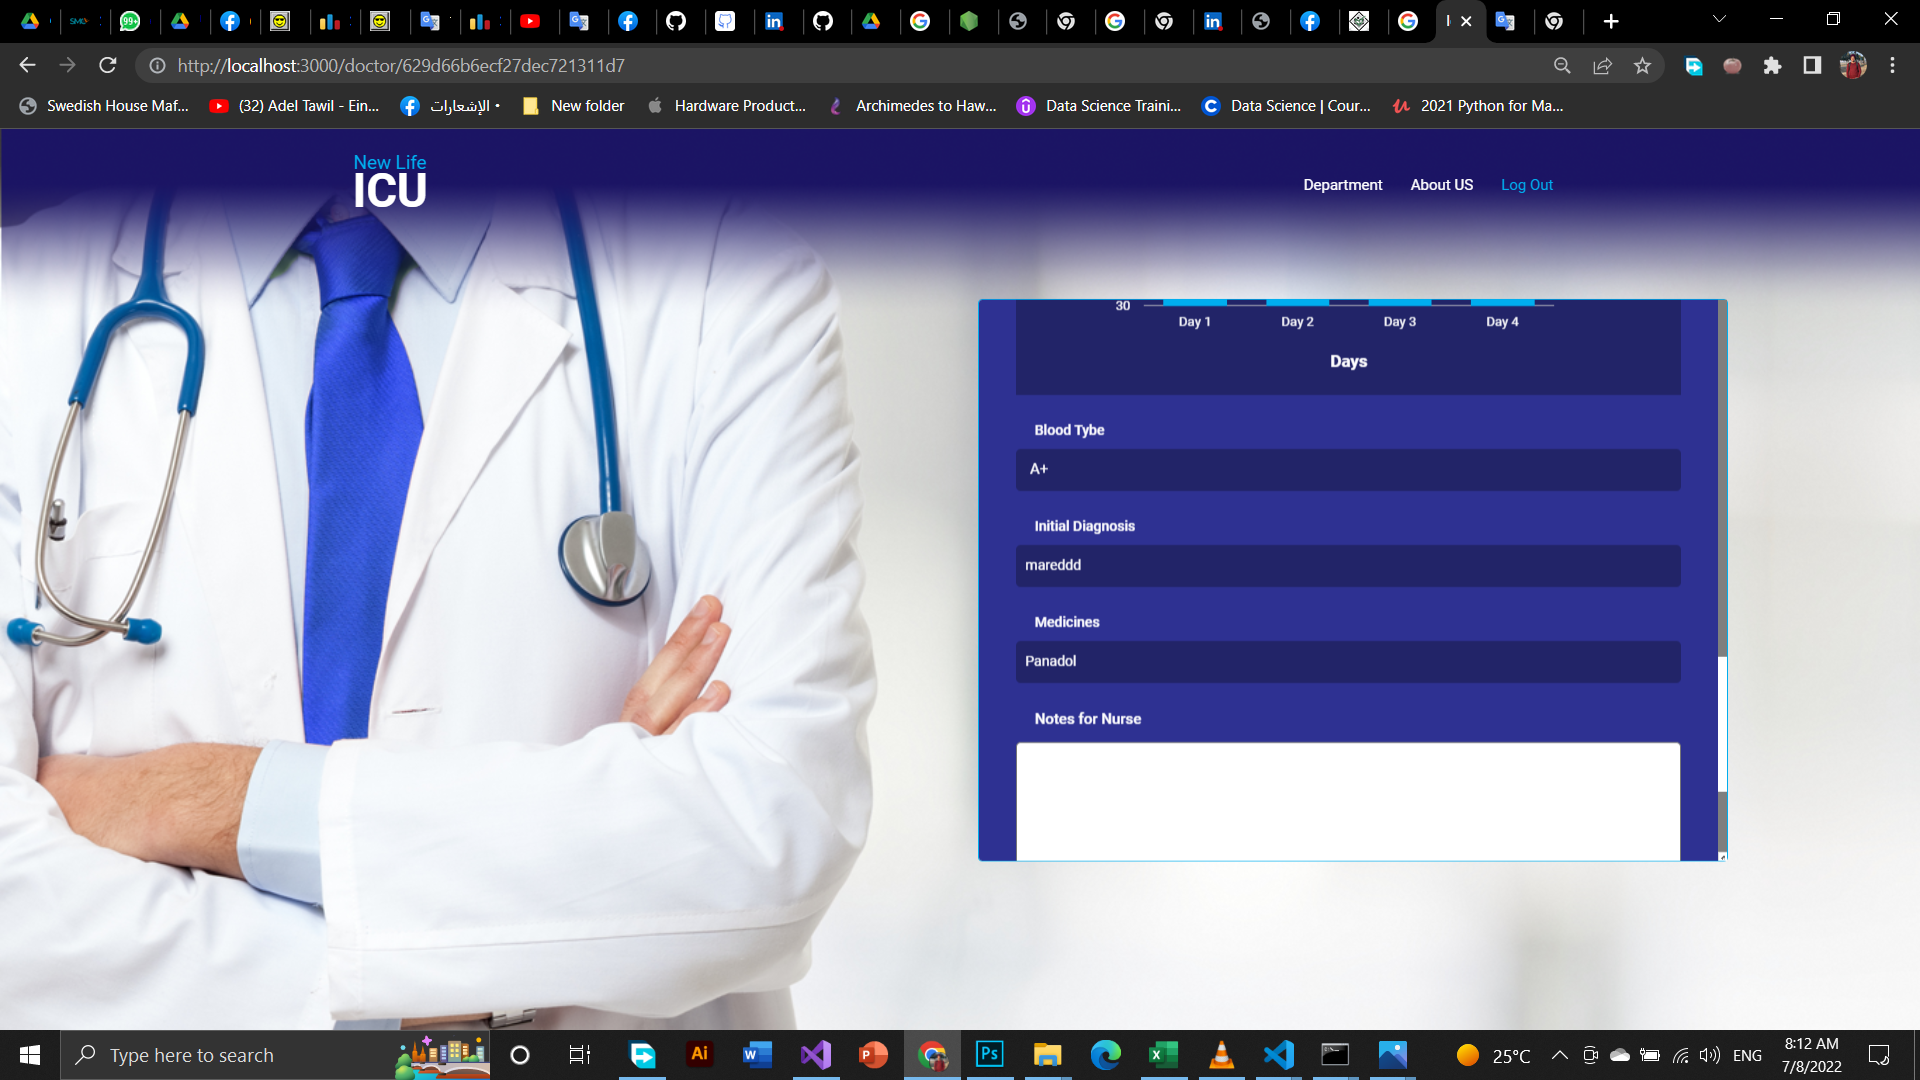 99+
SMO
http://localhost:3000/doctor/629d66b6ecf27dec721311d7
Swedish House Maf...
(32) Adel Tawil - Ein...
الإشعارات •
New folder
Hardware Product...
Archimedes to Haw...
Data Science Traini...
Data Science | Cour...
2021 Python for Ma...
New Life
ICU
Department
About US
Log Out
30
Day 1
Day 2
Day 3
Day 4
Days
Blood Tybe
A+
Initial Diagnosis
mareddd
Medicines
Panadol
Notes for Nurse
Type here to search
25°C
ENG
8:12 AM
7/8/2022